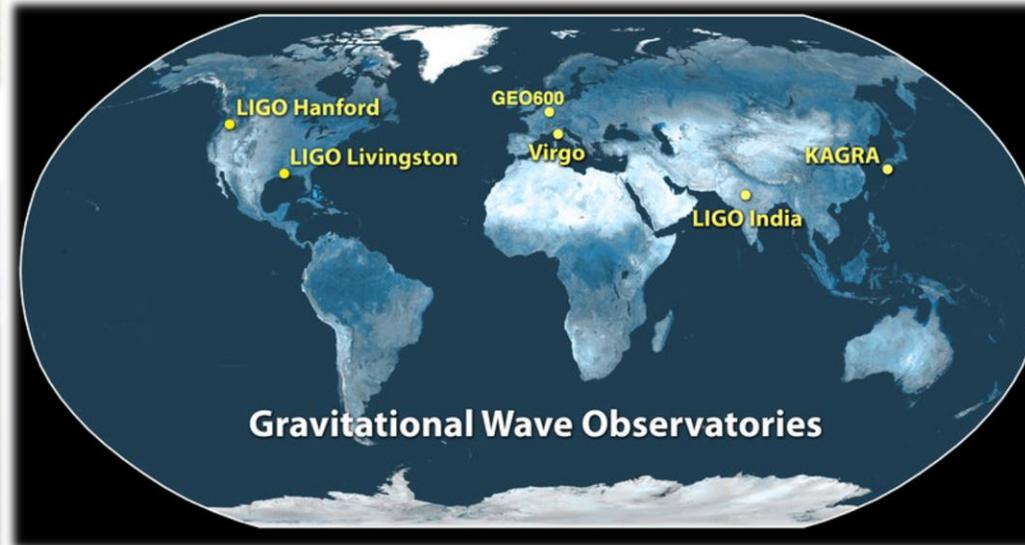 GEO600
LIGO Hanford
Virgo
KAGRA
LIGO Livingston
LIGO India
Gravitational Wave Observatories